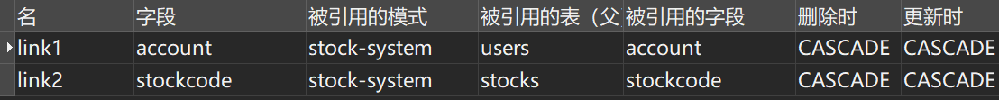 名 字段 被引用的模式 被引用的表（父） 被引用的字段 删除时 更新时
link1 account stock-system users account CASCADE CASCADE
link2 stockcode stock-system stocks stockcode CASCADE CASCADE